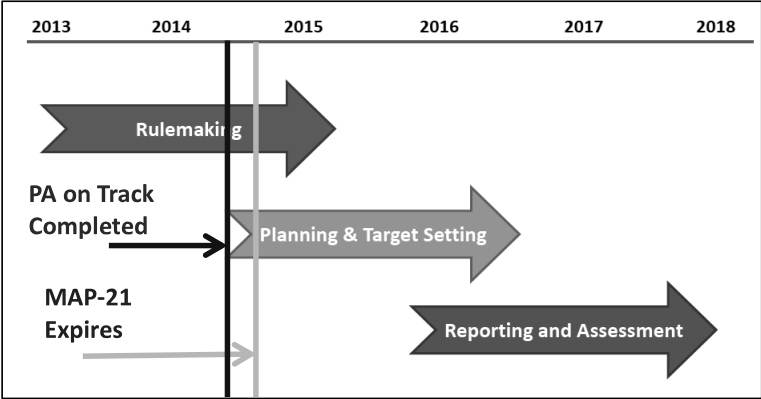 2013 2014 2015 2016 2017 2018
Rulemaking
PA on Track
Completed
Planning & Target Setting
MAP-21
Expires
Reporting and Assessment